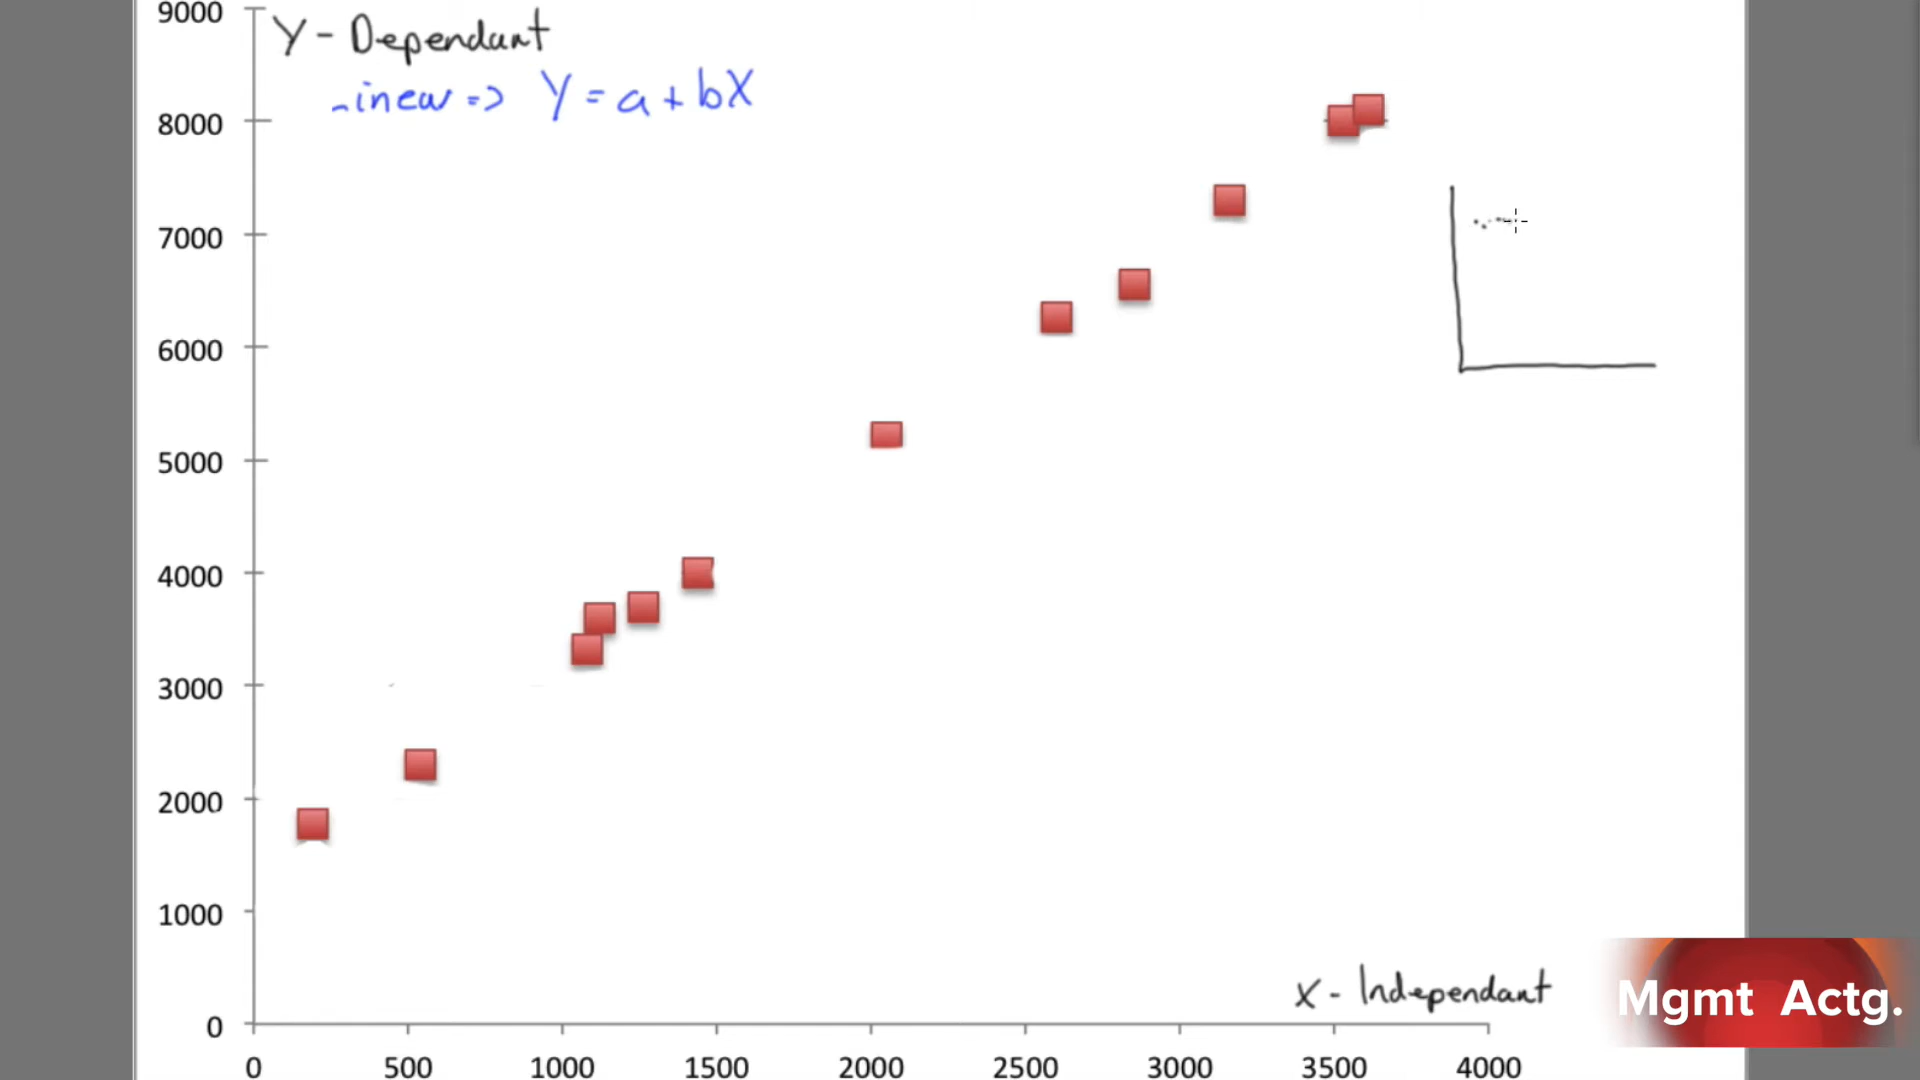 9000
Y - Dependant
inear => Y = a + bX
8000
7000
6000
5000
4000
3000
2000
1000
X - Independant
Mgmt Actg.
0
0 500 1000 1500 2000 2500 3000 3500 4000